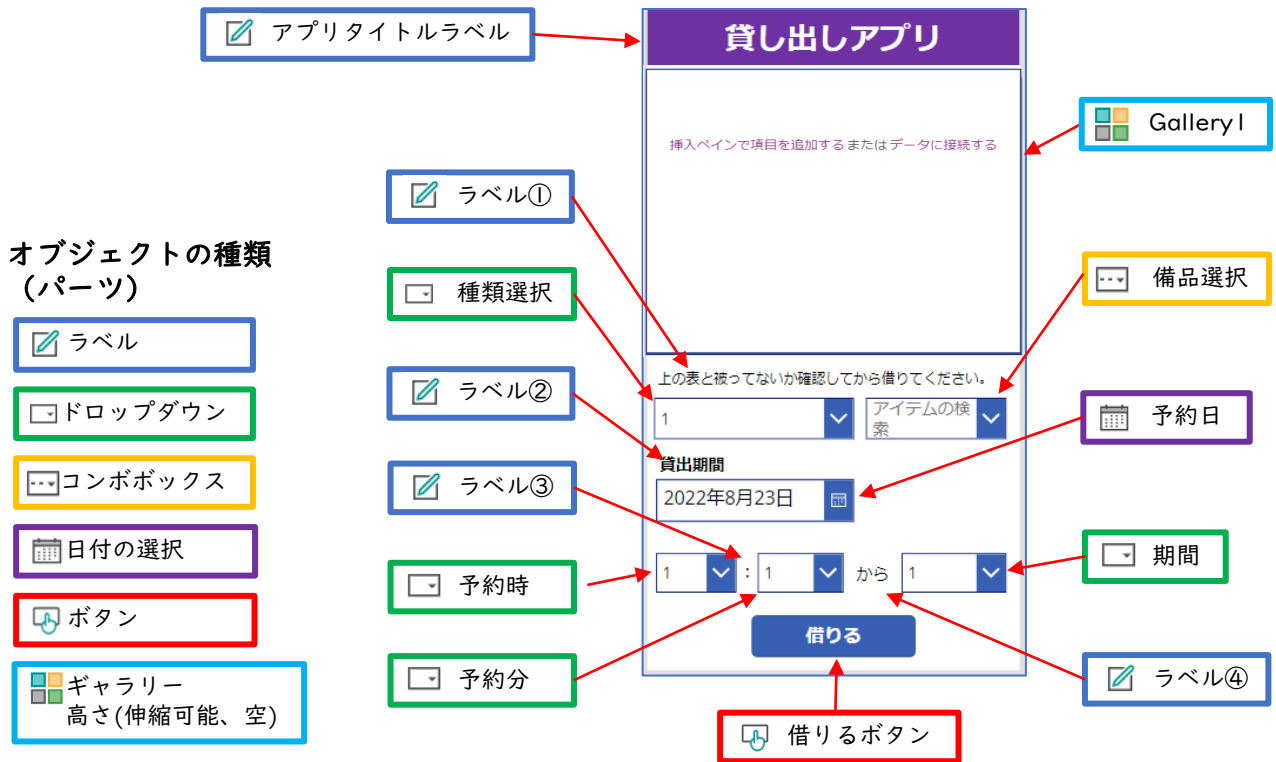 アプリタイトルラベル
貸し出しアプリ
Gallery1
挿入ペインで項目を追加する または データに接続する
ラベル①
オブジェクトの種類
（パーツ）
種類選択
備品選択
ラベル
上の表と被ってないか確認してから借りてください。
ラベル②
ドロップダウン
1
アイテムの検
索
予約日
貸出期間
コンボボックス
ラベル③
2022年8月23日
日付の選択
期間
1 : 1 から 1
予約時
ボタン
借りる
予約分
ラベル④
ギャラリー
高さ(伸縮可能、空)
借りるボタン